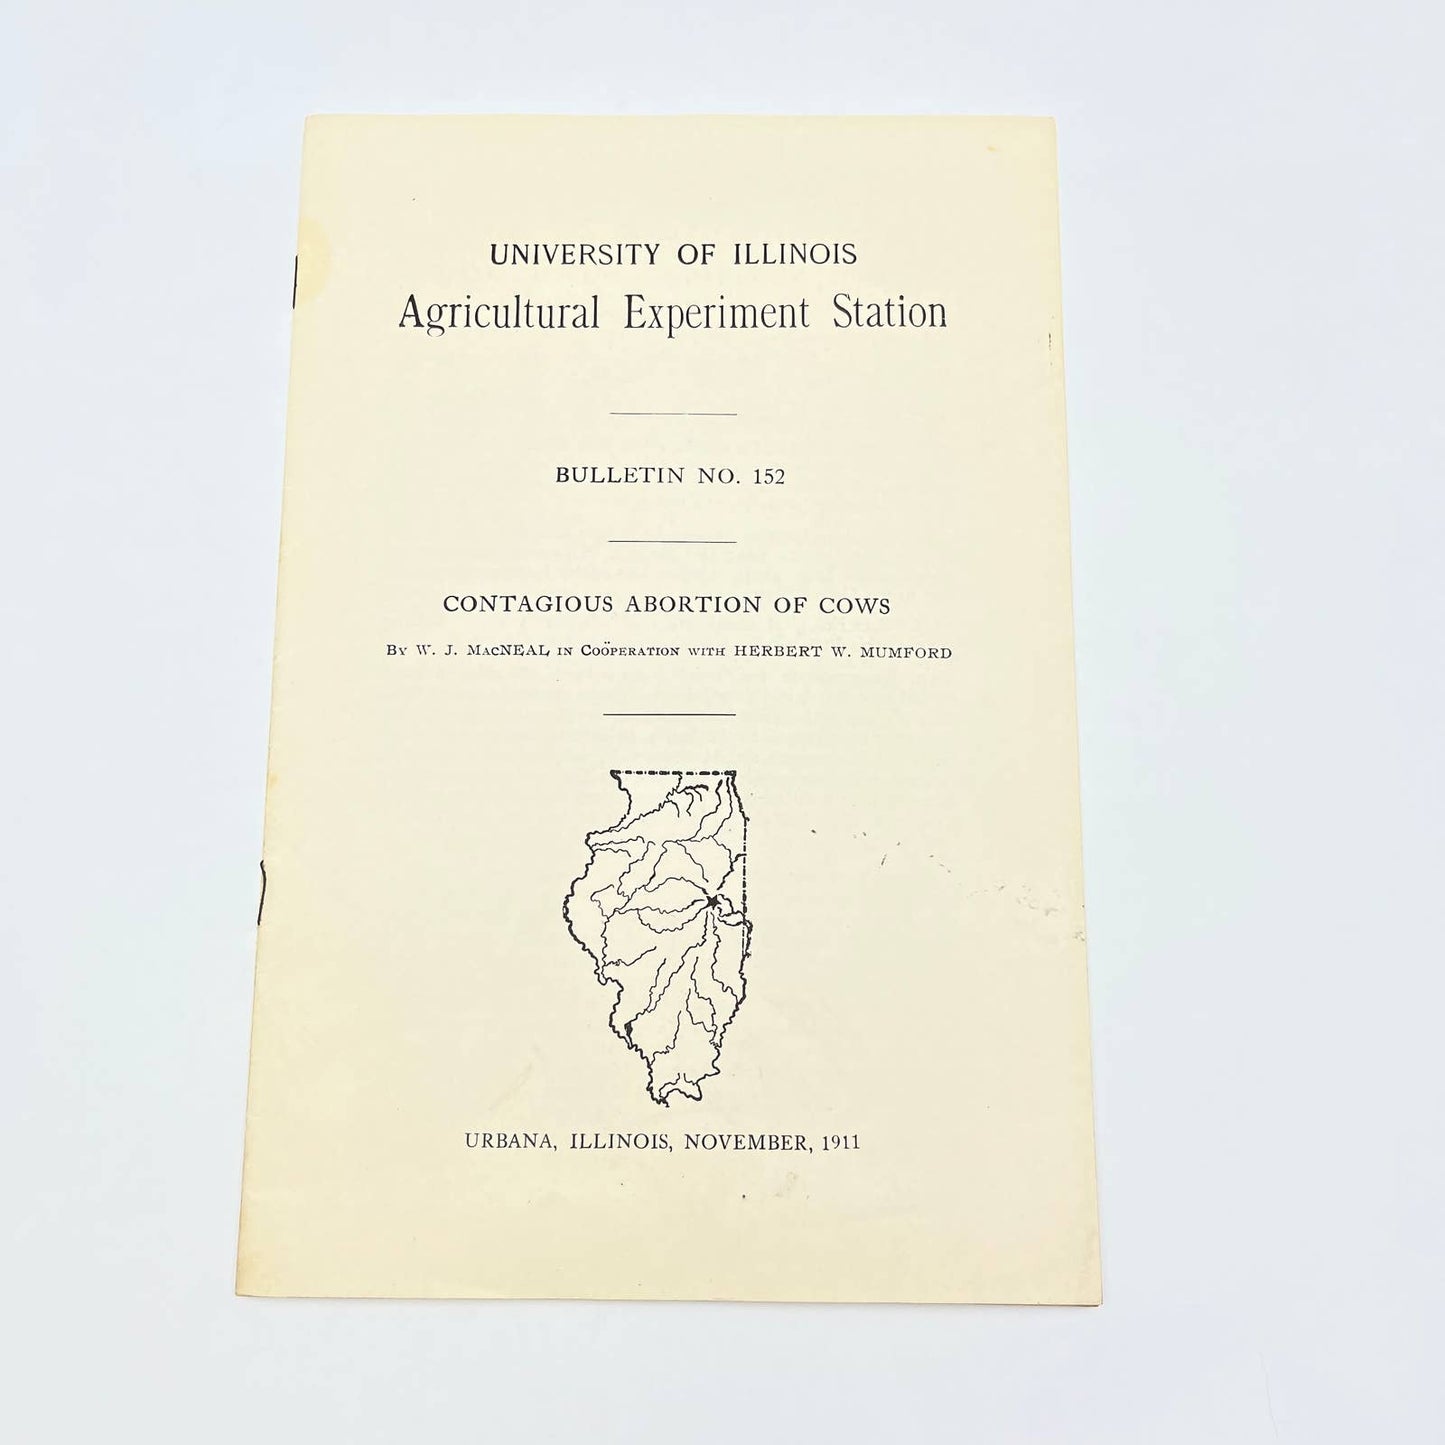 UNIVERSITY OF ILLINOIS
Agricultural Experiment Station
BULLETIN NO. 152
CONTAGIOUS ABORTION OF COWS
By W. J. MacNEAL in Coöperation with HERBERT W. MUMFORD
URBANA, ILLINOIS, NOVEMBER, 1911